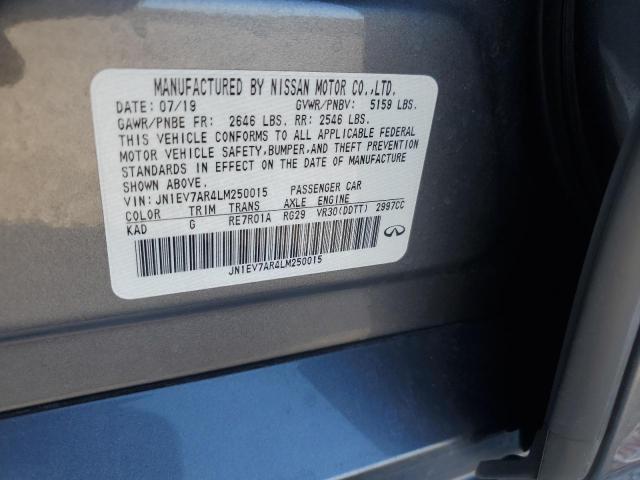 MANUFACTURED BY NISSAN MOTOR CO.,LTD.
DATE: 07/19 GVWR/PNBV: 5159 LBS.
GAWR/PNBE FR: 2646 LBS. RR: 2546 LBS.
THIS VEHICLE CONFORMS TO ALL APPLICABLE FEDERAL
MOTOR VEHICLE SAFETY,BUMPER,AND THEFT PREVENTION
STANDARDS IN EFFECT ON THE DATE OF MANUFACTURE
SHOWN ABOVE.
VIN: JN1EV7AR4LM250015 PASSENGER CAR
COLOR TRIM TRANS AXLE ENGINE
KAD G RE7R01A RG29 VR30(DDTT) 2997CC
JN1EV7AR4LM250015
INFINITI